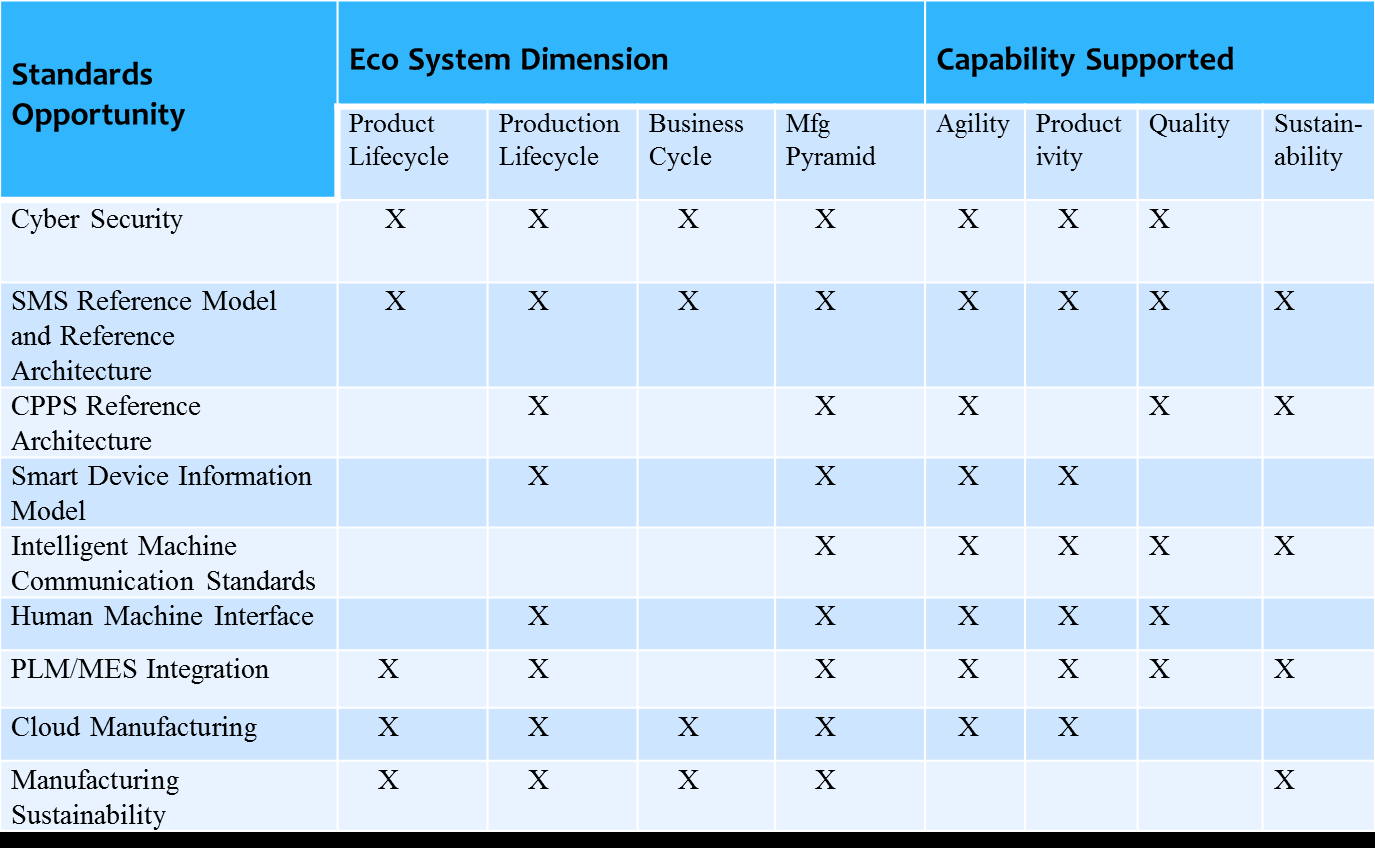 Standards
Opportunity
Eco System Dimension
Capability Supported
Product
Lifecycle
Production
Lifecycle
Business
Cycle
Mfg
Pyramid
Agility
Product
ivity
Quality
Sustain-
ability
Cyber Security
X X X X X X X
SMS Reference Model
and Reference
Architecture
X X X X X X X X
CPPS Reference
Architecture
X X X X X
Smart Device Information
Model
X X X X
Intelligent Machine
Communication Standards
X X X X X
Human Machine Interface
X X X X X
PLM/MES Integration
X X X X X X X
Cloud Manufacturing
X X X X X X
Manufacturing
Sustainability
X X X X X